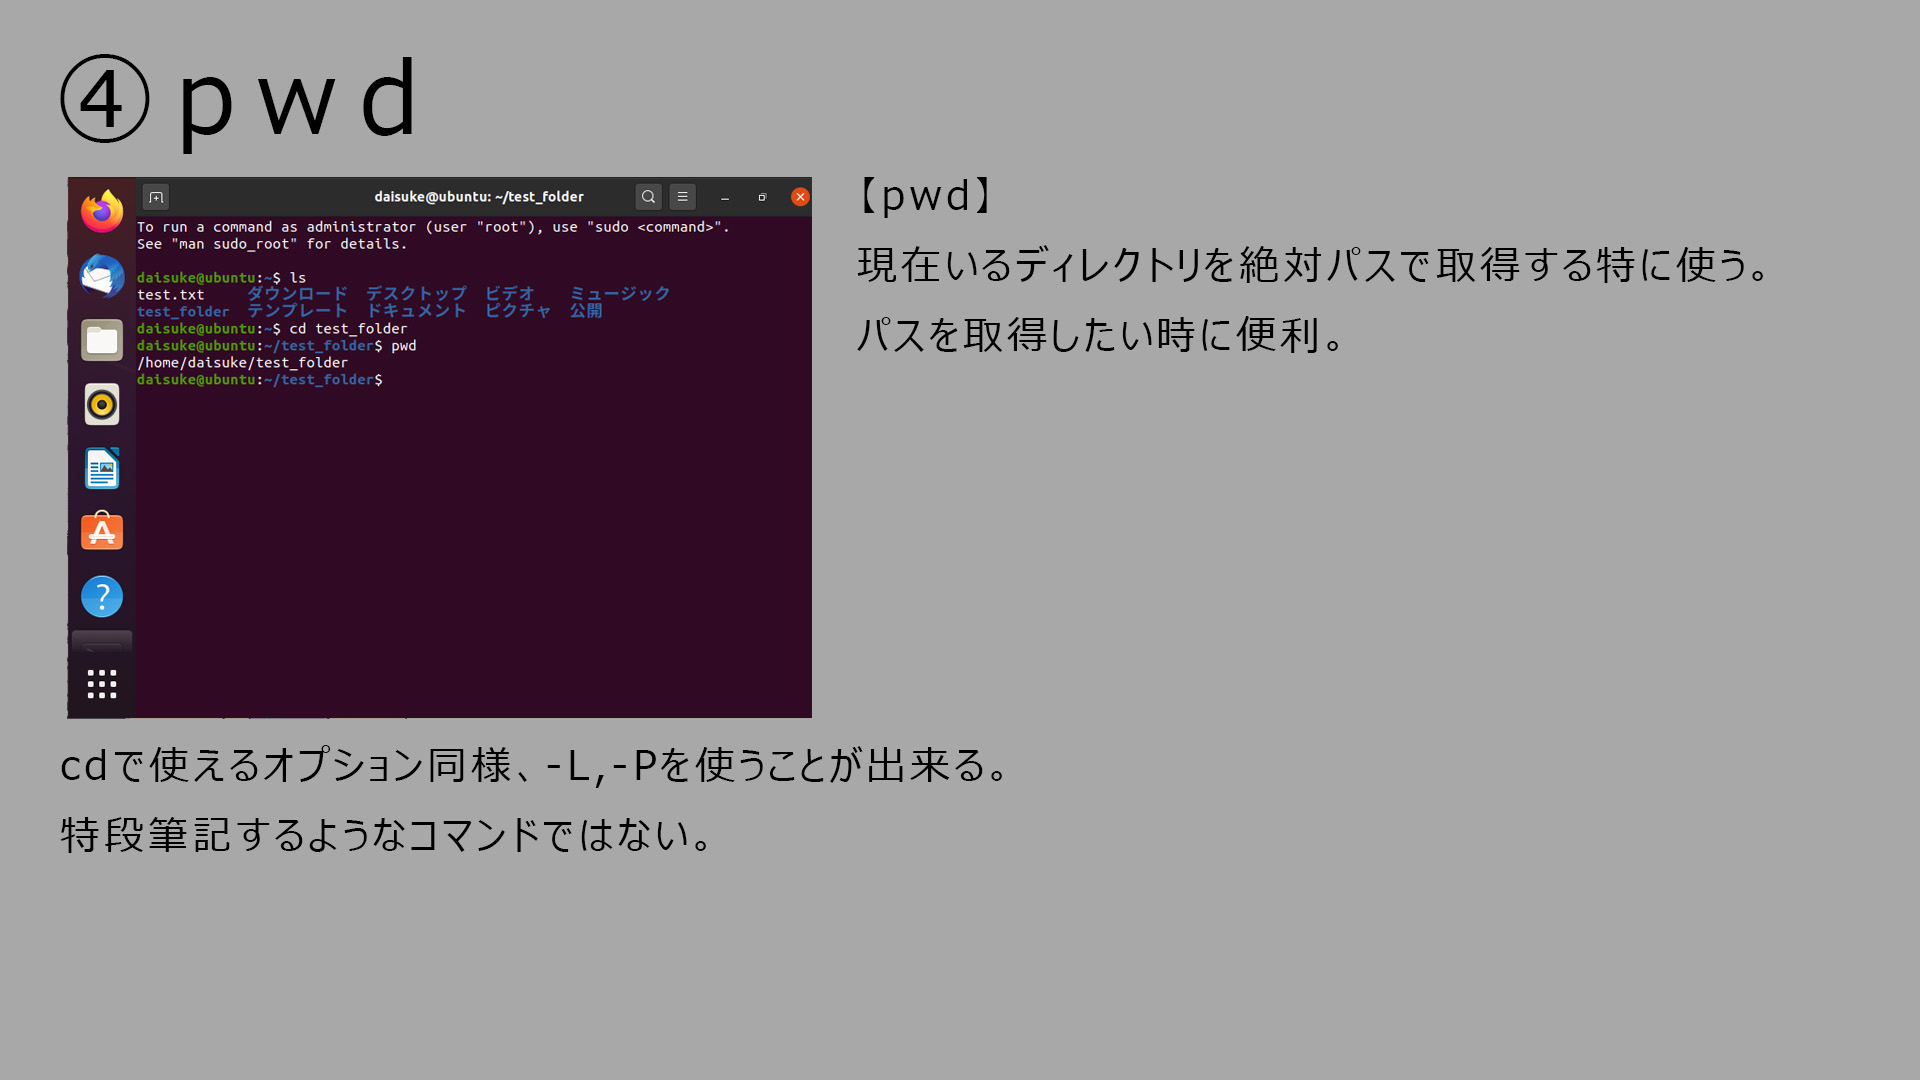 ④pwd
daisuke@ubuntu: ~/test_folder
To run a command as administrator (user "root"), use "sudo <command>".
See "man sudo_root" for details.
daisuke@ubuntu:~$ ls
test.txt ダウンロード デスクトップ ビデオ ミュージック
test_folder テンプレート ドキュメント ピクチャ 公開
daisuke@ubuntu:~$ cd test_folder
daisuke@ubuntu:~/test_folder$ pwd
/home/daisuke/test_folder
daisuke@ubuntu:~/test_folder$
【pwd】
現在いるディレクトリを絶対パスで取得する特に使う。
パスを取得したい時に便利。
cdで使えるオプション同様、-L,-Pを使うことが出来る。
特段筆記するようなコマンドではない。